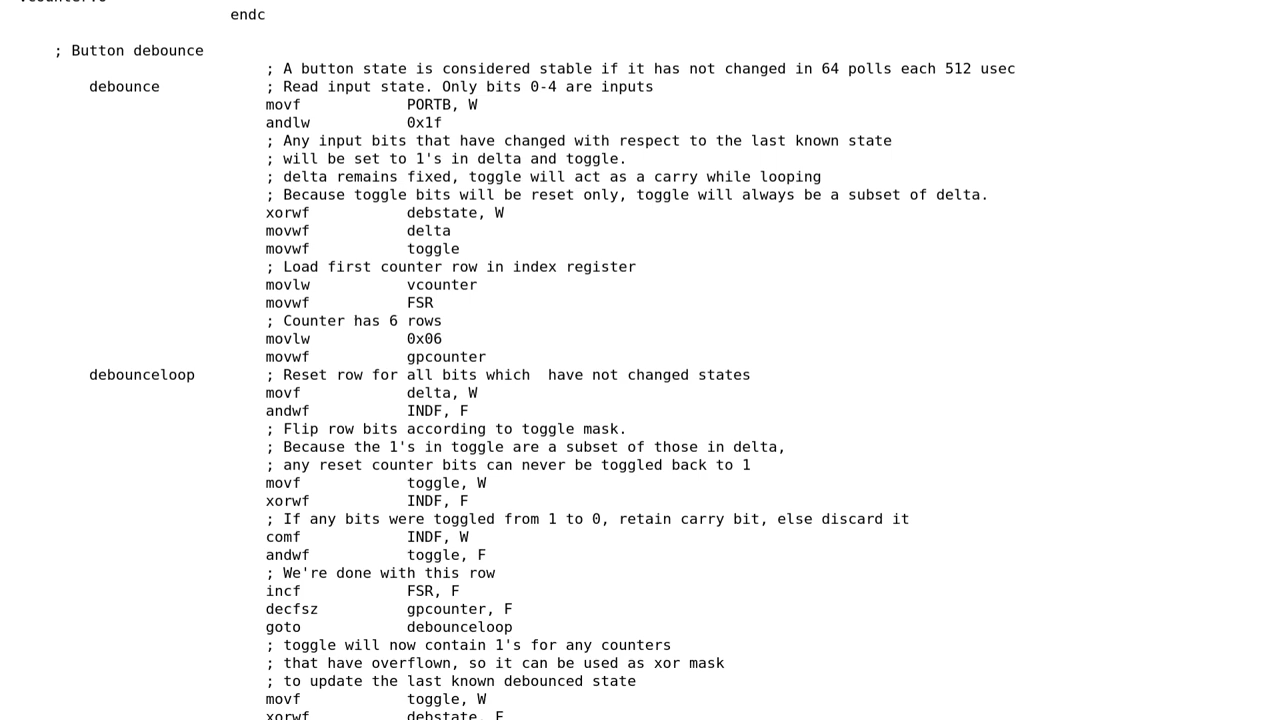 endc
; Button debounce
; A button state is considered stable if it has not changed in 64 polls each 512 usec
debounce ; Read input state. Only bits 0-4 are inputs
movf PORTB, W
andlw 0x1f
; Any input bits that have changed with respect to the last known state
; will be set to 1's in delta and toggle.
; delta remains fixed, toggle will act as a carry while looping
; Because toggle bits will be reset only, toggle will always be a subset of delta.
xorwf debstate, W
movwf delta
movwf toggle
; Load first counter row in index register
movlw vcounter
movwf FSR
; Counter has 6 rows
movlw 0x06
movwf gpcounter
debounceloop ; Reset row for all bits which  have not changed states
movf delta, W
andwf INDF, F
; Flip row bits according to toggle mask.
; Because the 1's in toggle are a subset of those in delta,
; any reset counter bits can never be toggled back to 1
movf toggle, W
xorwf INDF, F
; If any bits were toggled from 1 to 0, retain carry bit, else discard it
comf INDF, W
andwf toggle, F
; We're done with this row
incf FSR, F
decfsz gpcounter, F
goto debounceloop
; toggle will now contain 1's for any counters
; that have overflown, so it can be used as xor mask
; to update the last known debounced state
movf toggle, W
xorwf debstate, F